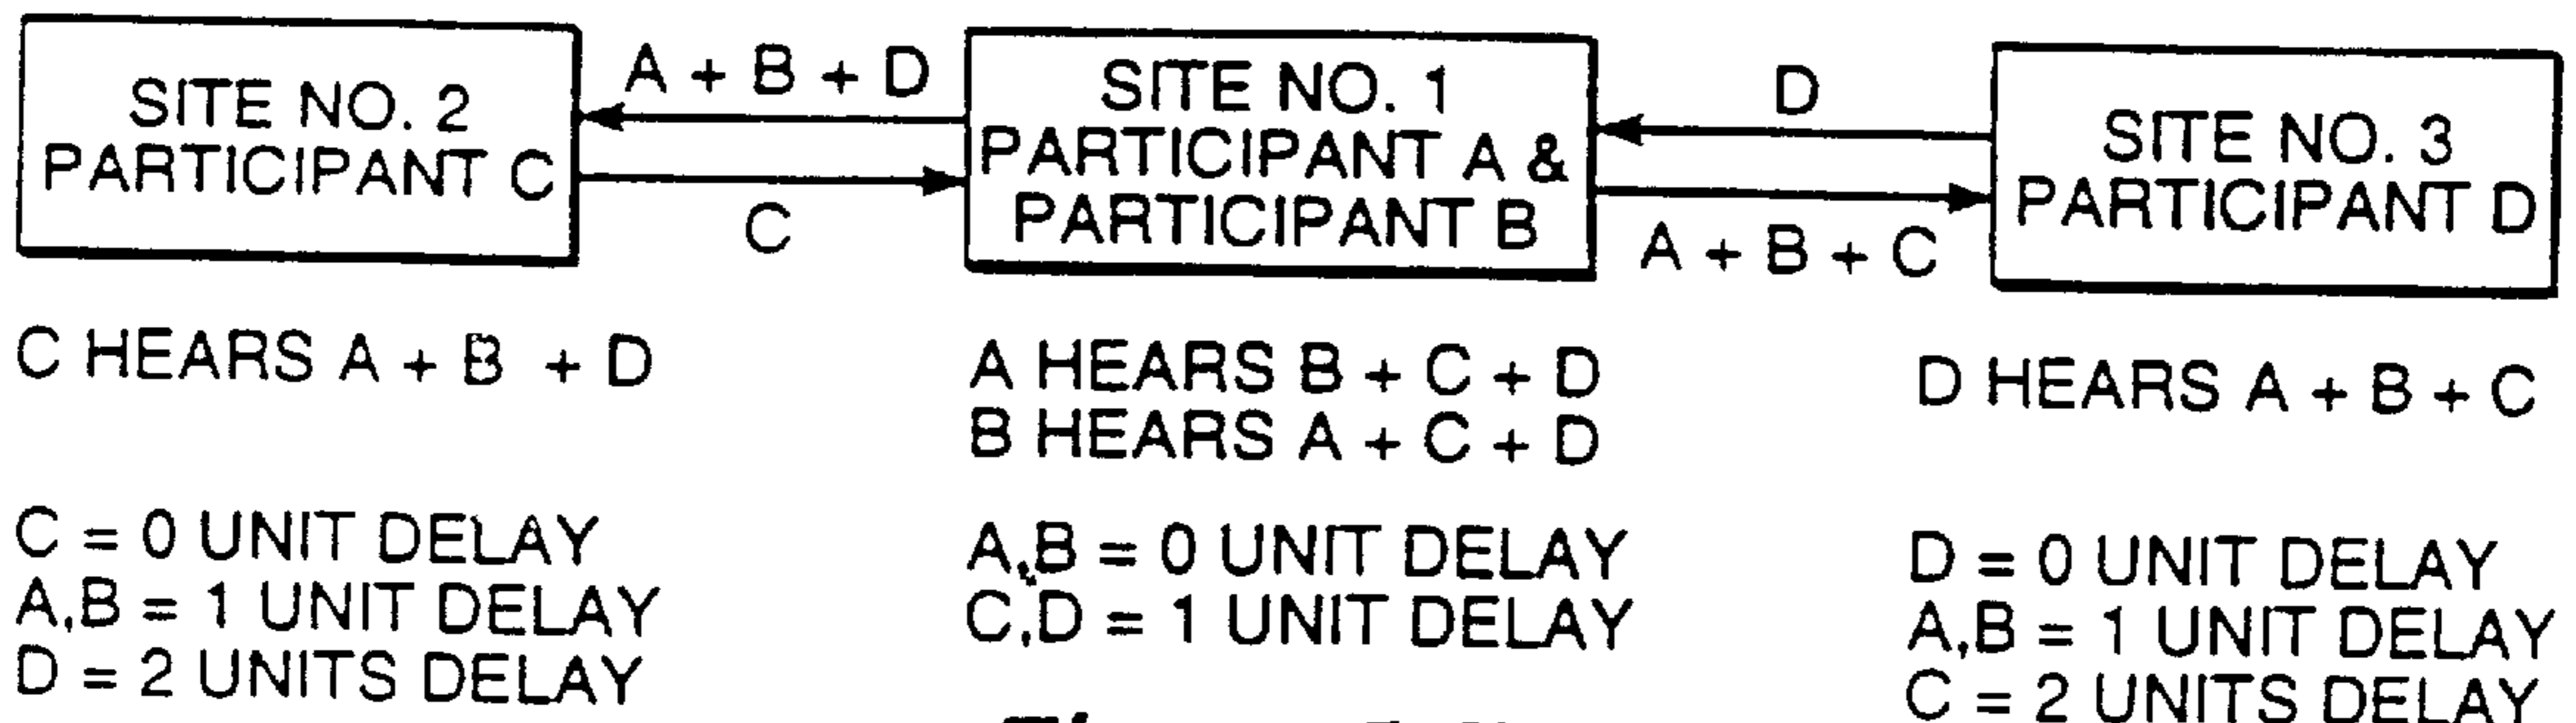 SITE NO. 2
PARTICIPANT C
A + B + D
C
SITE NO. 1
PARTICIPANT A &
PARTICIPANT B
D
A + B + C
SITE NO. 3
PARTICIPANT D
C HEARS A + B + D
A HEARS B + C + D
B HEARS A + C + D
D HEARS A + B + C
C = 0 UNIT DELAY
A,B = 1 UNIT DELAY
D = 2 UNITS DELAY
A,B = 0 UNIT DELAY
C,D = 1 UNIT DELAY
D = 0 UNIT DELAY
A,B = 1 UNIT DELAY
C = 2 UNITS DELAY